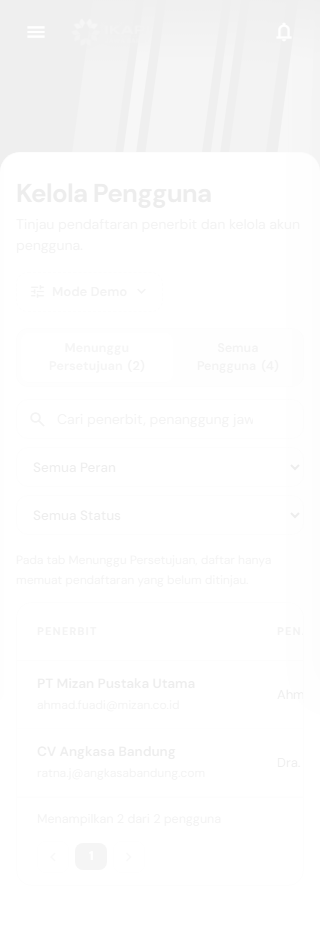 Kelola Pengguna
Tinjau pendaftaran penerbit dan kelola akun
pengguna.
Mode Demo
Menunggu
Persetujuan (2)
Semua
Pengguna (4)
Cari penerbit, penanggung jaw
Semua Peran
Semua Status
Pada tab Menunggu Persetujuan, daftar hanya
memuat pendaftaran yang belum ditinjau.
PENERBIT
PEN
PT Mizan Pustaka Utama
ahmad.fuadi@mizan.co.id
Ahm
CV Angkasa Bandung
ratna.j@angkasabandung.com
Dra.
Menampilkan 2 dari 2 pengguna
1